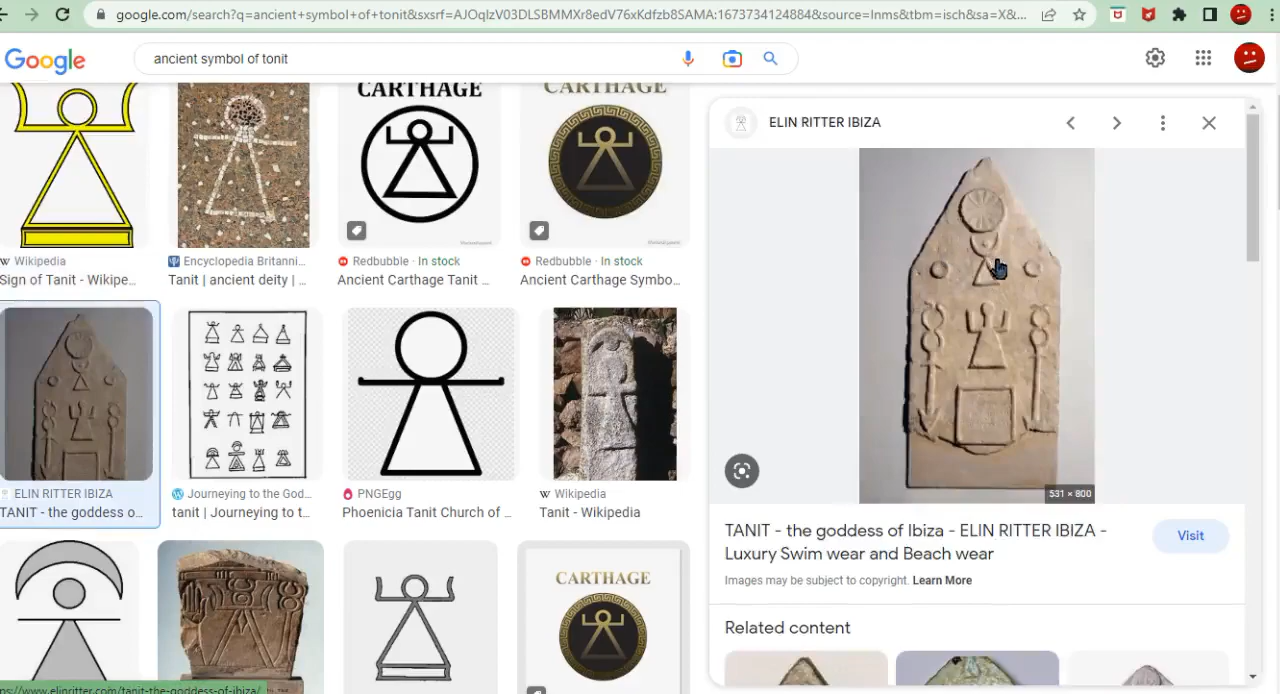 google.com/search?q=ancient+symbol+of+tonit&sxsrf=AJOqlzV03DLSBMMXr8edV76xKdfzb8SAMA:1673734124884&source=lnms&tbm=isch&sa=X&...
Google
ancient symbol of tonit
CARTHAGE
CARTHAGE
ELIN RITTER IBIZA
Wikipedia
Sign of Tanit - Wikipe...
Encyclopedia Britanni...
Tanit | ancient deity | ...
Redbubble · In stock
Ancient Carthage Tanit ...
Redbubble · In stock
Ancient Carthage Symbo...
ELIN RITTER IBIZA
TANIT - the goddess o...
Journeying to the God...
tanit | Journeying to t...
PNGEgg
Phoenicia Tanit Church of ...
Wikipedia
Tanit - Wikipedia
531 × 800
TANIT - the goddess of Ibiza - ELIN RITTER IBIZA -
Luxury Swim wear and Beach wear
Visit
Images may be subject to copyright. Learn More
Related content
CARTHAGE
ps://www.elinritter.com/tanit-the-goddess-of-ibiza/